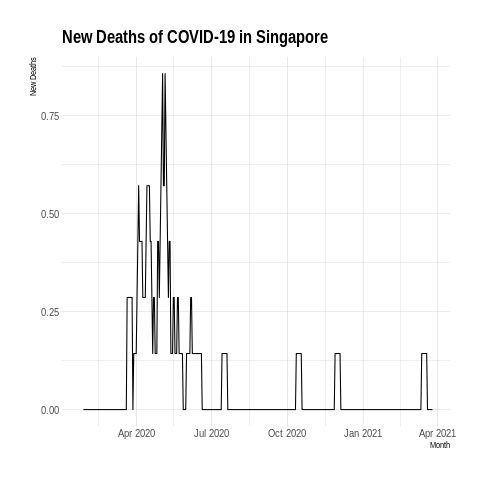 New Deaths of COVID-19 in Singapore
New Deaths
0.75
0.50
0.25
0.00
Apr 2020 Jul 2020 Oct 2020 Jan 2021 Apr 2021
Month